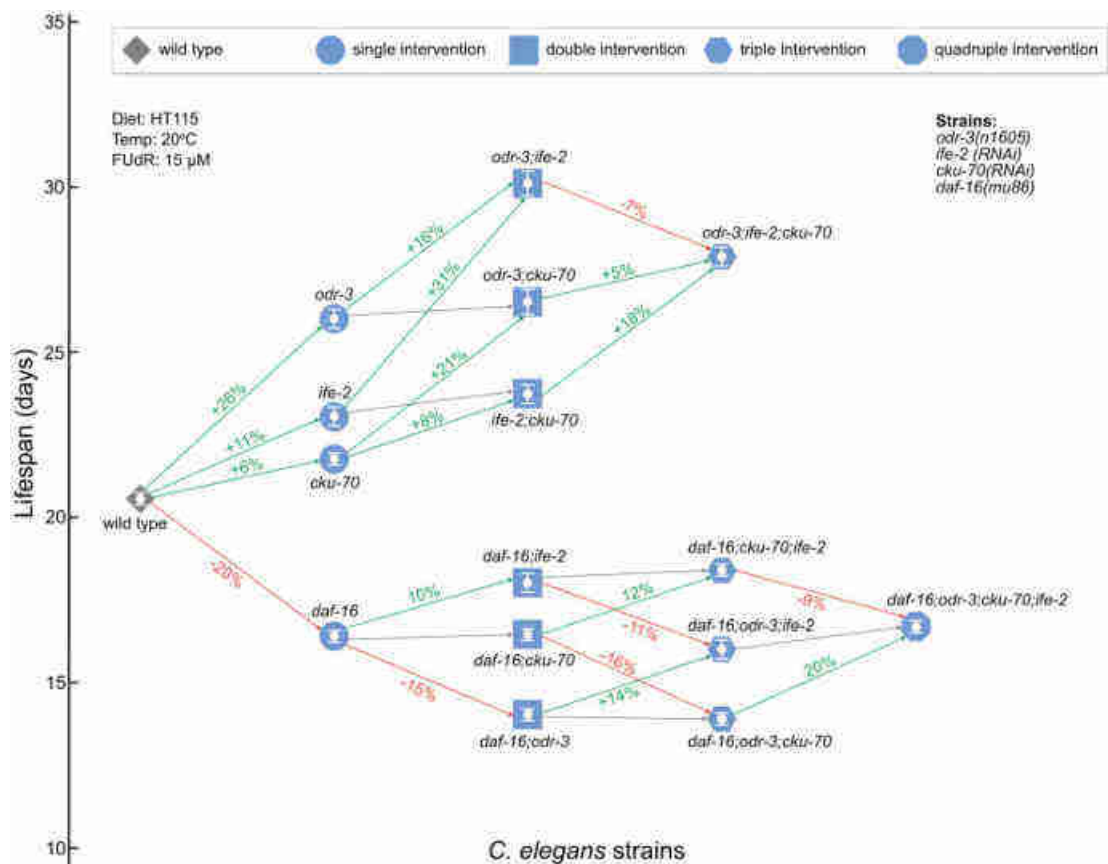 35
wild type
single intervention
double intervention
triple intervention
quadruple intervention
Diet: HT115
Temp: 20°C
FUdR: 15 µM
Strains:
odr-3(n1605)
ife-2 (RNAi)
cku-70(RNAi)
daf-16(mu86)
odr-3;ife-2
30
-7%
+16%
odr-3;ife-2;cku-70
+31%
odr-3;cku-70
+5%
odr-3
+18%
25
+21%
+26%
ife-2
+8%
ife-2;cku-70
+11%
+6%
cku-70
Lifespan (days)
20
wild type
daf-16;ife-2
daf-16;cku-70;ife-2
-20%
10%
12%
-9%
daf-16;odr-3;cku-70;ife-2
daf-16
-11%
daf-16;odr-3;ife-2
daf-16;cku-70
-16%
20%
15
-15%
+14%
daf-16;odr-3
daf-16;odr-3;cku-70
10
C. elegans strains